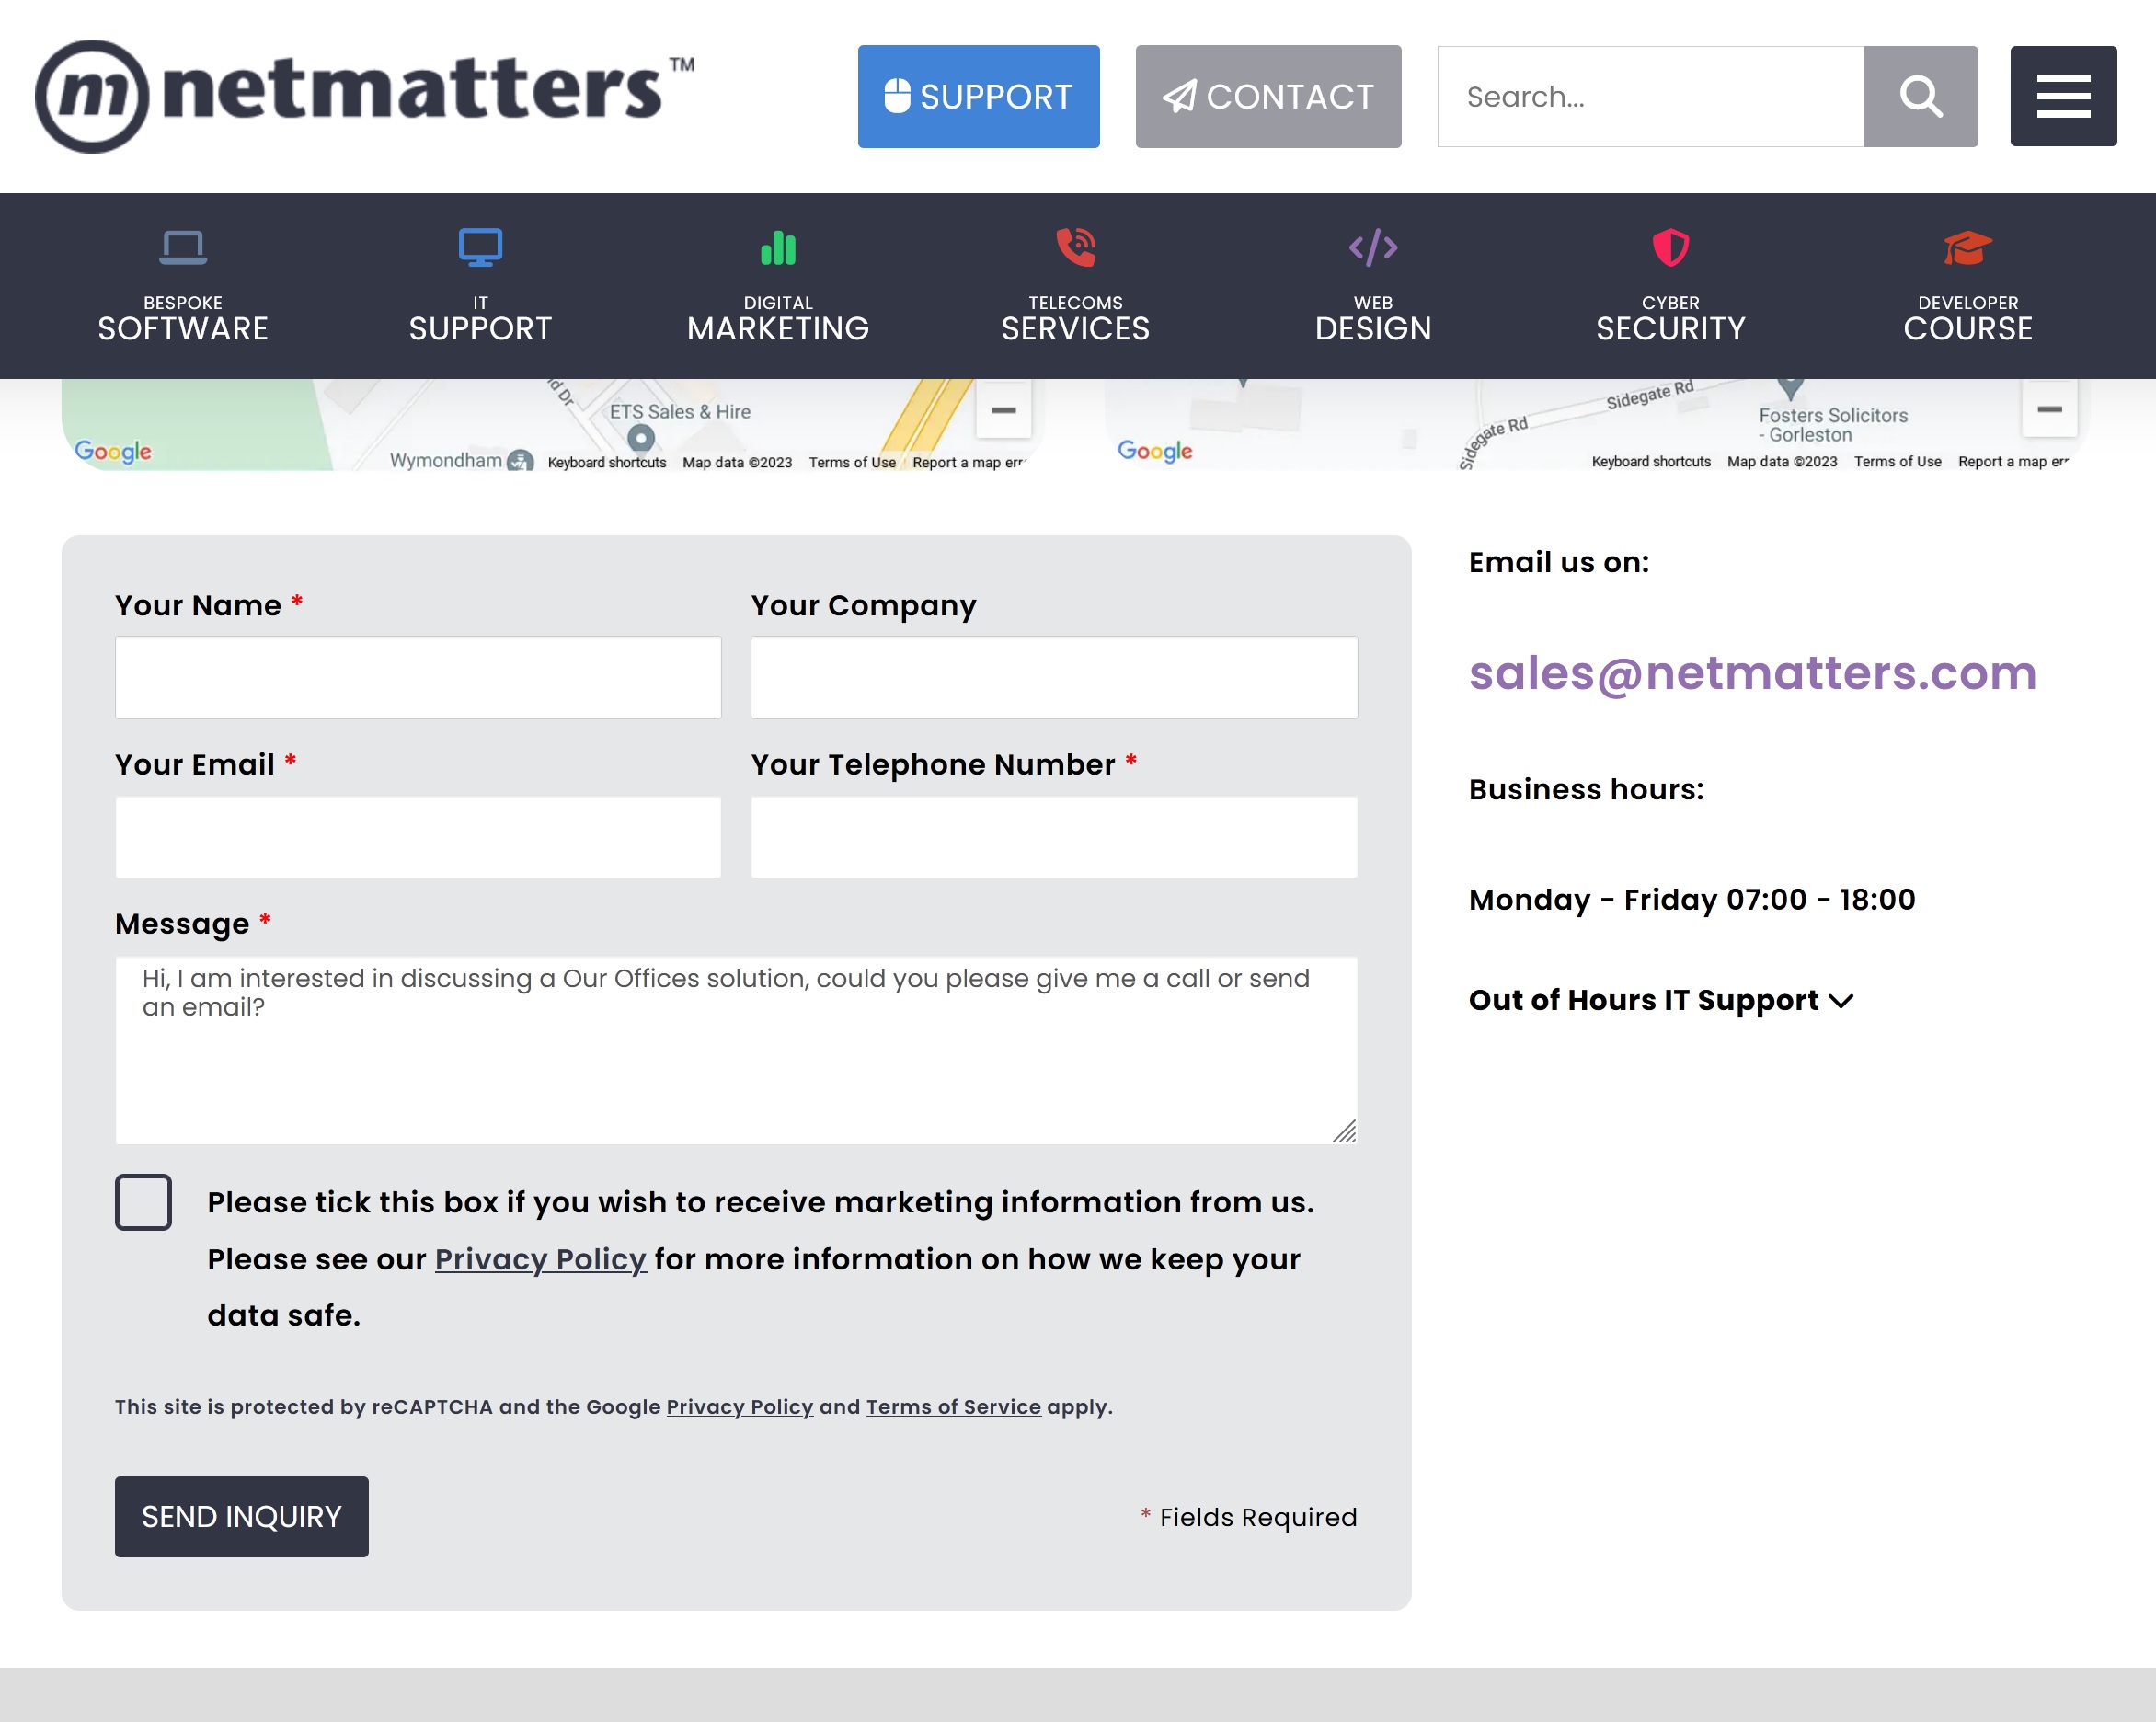 m netmatters ™
SUPPORT
CONTACT
Search...
BESPOKE
SOFTWARE
IT
SUPPORT
DIGITAL
MARKETING
TELECOMS
SERVICES
WEB
DESIGN
CYBER
SECURITY
DEVELOPER
COURSE
Google
Wymondham
nd Dr
ETS Sales & Hire
Keyboard shortcuts Map data ©2023 Terms of Use Report a map err
Google
Sidegate Rd
Sidegate Rd
Fosters Solicitors
- Gorleston
Keyboard shortcuts Map data ©2023 Terms of Use Report a map err
Your Name *
Your Company
Your Email *
Your Telephone Number *
Message *
Hi, I am interested in discussing a Our Offices solution, could you please give me a call or send
an email?
Please tick this box if you wish to receive marketing information from us.
Please see our Privacy Policy for more information on how we keep your
data safe.
This site is protected by reCAPTCHA and the Google Privacy Policy and Terms of Service apply.
SEND INQUIRY
* Fields Required
Email us on:
sales@netmatters.com
Business hours:
Monday - Friday 07:00 - 18:00
Out of Hours IT Support